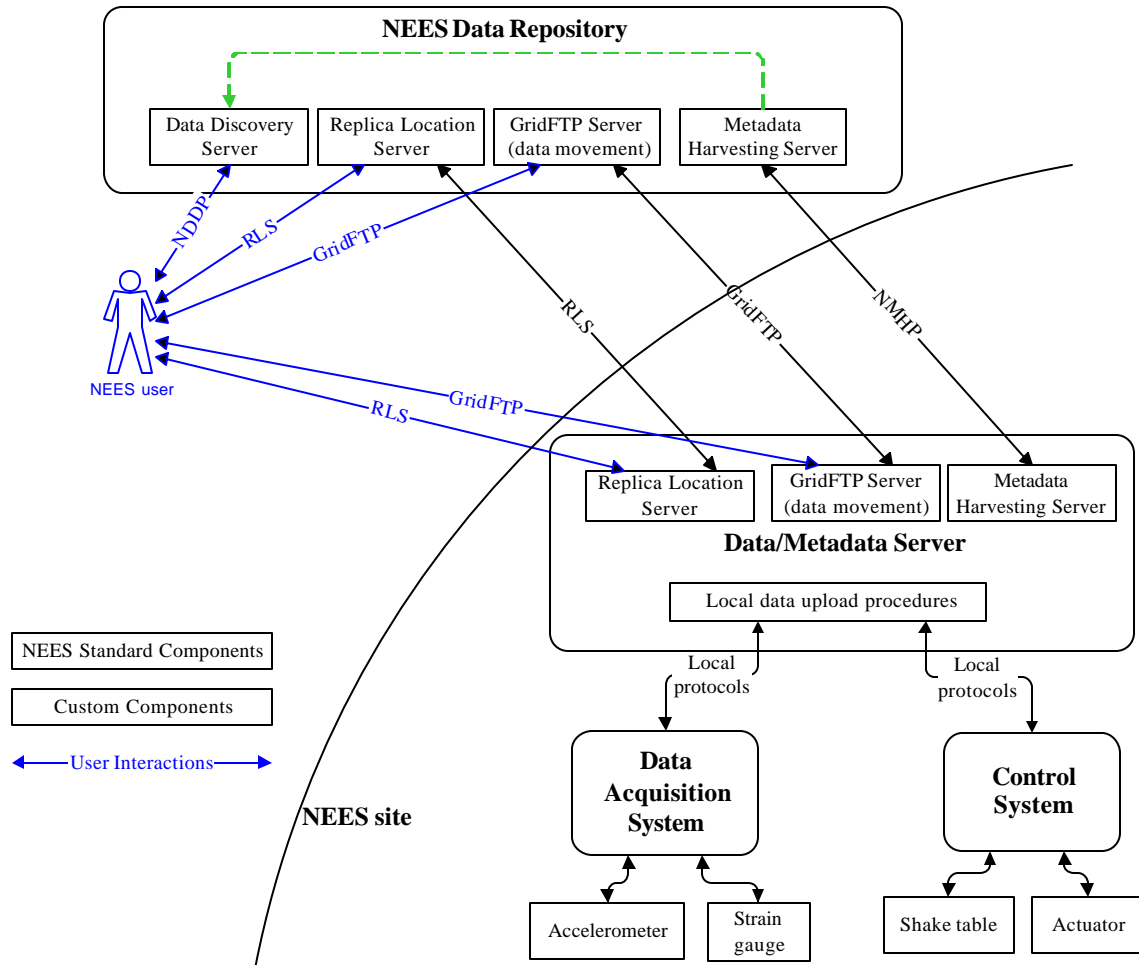 NEES Data Repository
Data Discovery
Server
Replica Location
Server
GridFTP Server
(data movement)
Metadata
Harvesting Server
NDDP
RLS
GridFTP
NEES user
RLS
GridFTP
NMHP
GridFTP
RLS
Replica Location
Server
GridFTP Server
(data movement)
Metadata
Harvesting Server
Data/Metadata Server
Local data upload procedures
NEES Standard Components
Custom Components
User Interactions
Local
protocols
Local
protocols
Data
Acquisition
System
Control
System
NEES site
Accelerometer
Strain
gauge
Shake table
Actuator